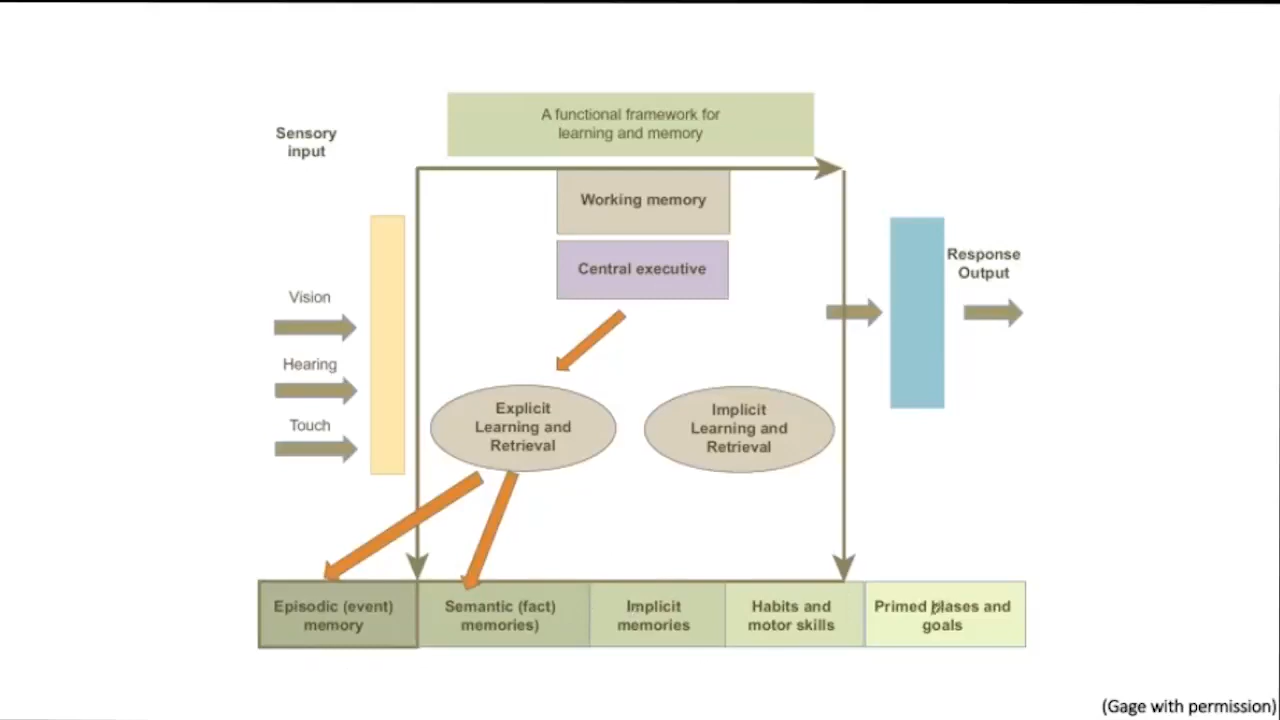 A functional framework for
learning and memory
Sensory
input
Working memory
Central executive
Response
Output
Vision
Hearing
Touch
Explicit
Learning and
Retrieval
Implicit
Learning and
Retrieval
Episodic (event)
memory
Semantic (fact)
memories)
Implicit
memories
Habits and
motor skills
Primed and
goals
(Gage with permission)